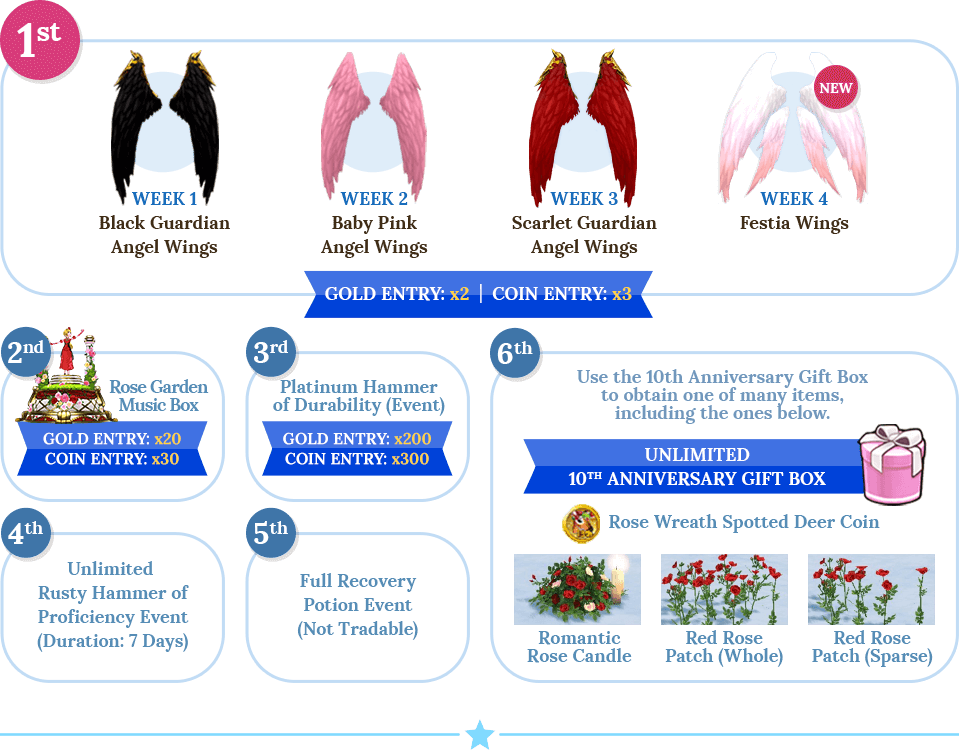 1st
NEW
WEEK 1
Black Guardian
Angel Wings
WEEK 2
Baby Pink
Angel Wings
WEEK 3
Scarlet Guardian
Angel Wings
WEEK 4
Festia Wings
GOLD ENTRY: x2 | COIN ENTRY: x3
2nd
Rose Garden
Music Box
GOLD ENTRY: x20
COIN ENTRY: x30
3rd
Platinum Hammer
of Durability (Event)
GOLD ENTRY: x200
COIN ENTRY: x300
4th
Unlimited
Rusty Hammer of
Proficiency Event
(Duration: 7 Days)
5th
Full Recovery
Potion Event
(Not Tradable)
6th
Use the 10th Anniversary Gift Box
to obtain one of many items,
including the ones below.
UNLIMITED
10TH ANNIVERSARY GIFT BOX
Rose Wreath Spotted Deer Coin
Romantic
Rose Candle
Red Rose
Patch (Whole)
Red Rose
Patch (Sparse)